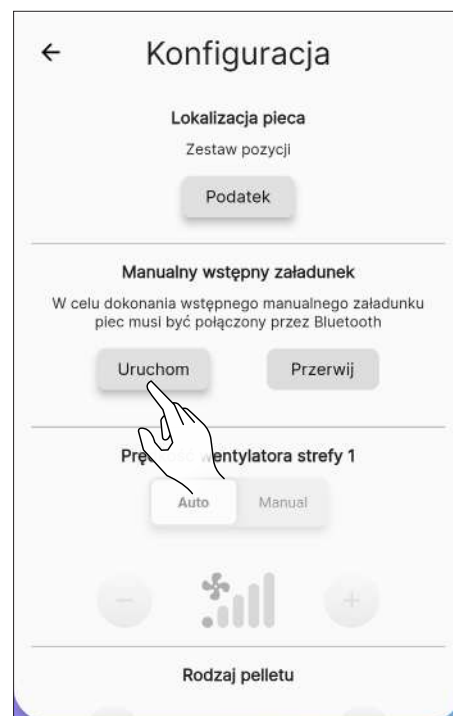 Konfiguracja
Lokalizacja pieca
Zestaw pozycji
Podatek
Manualny wstępny załadunek
W celu dokonania wstępnego manualnego załadunku
piec musi być połączony przez Bluetooth
Uruchom Przerwij
wentylatora strefy 1
Auto Manual
Rodzaj pelletu